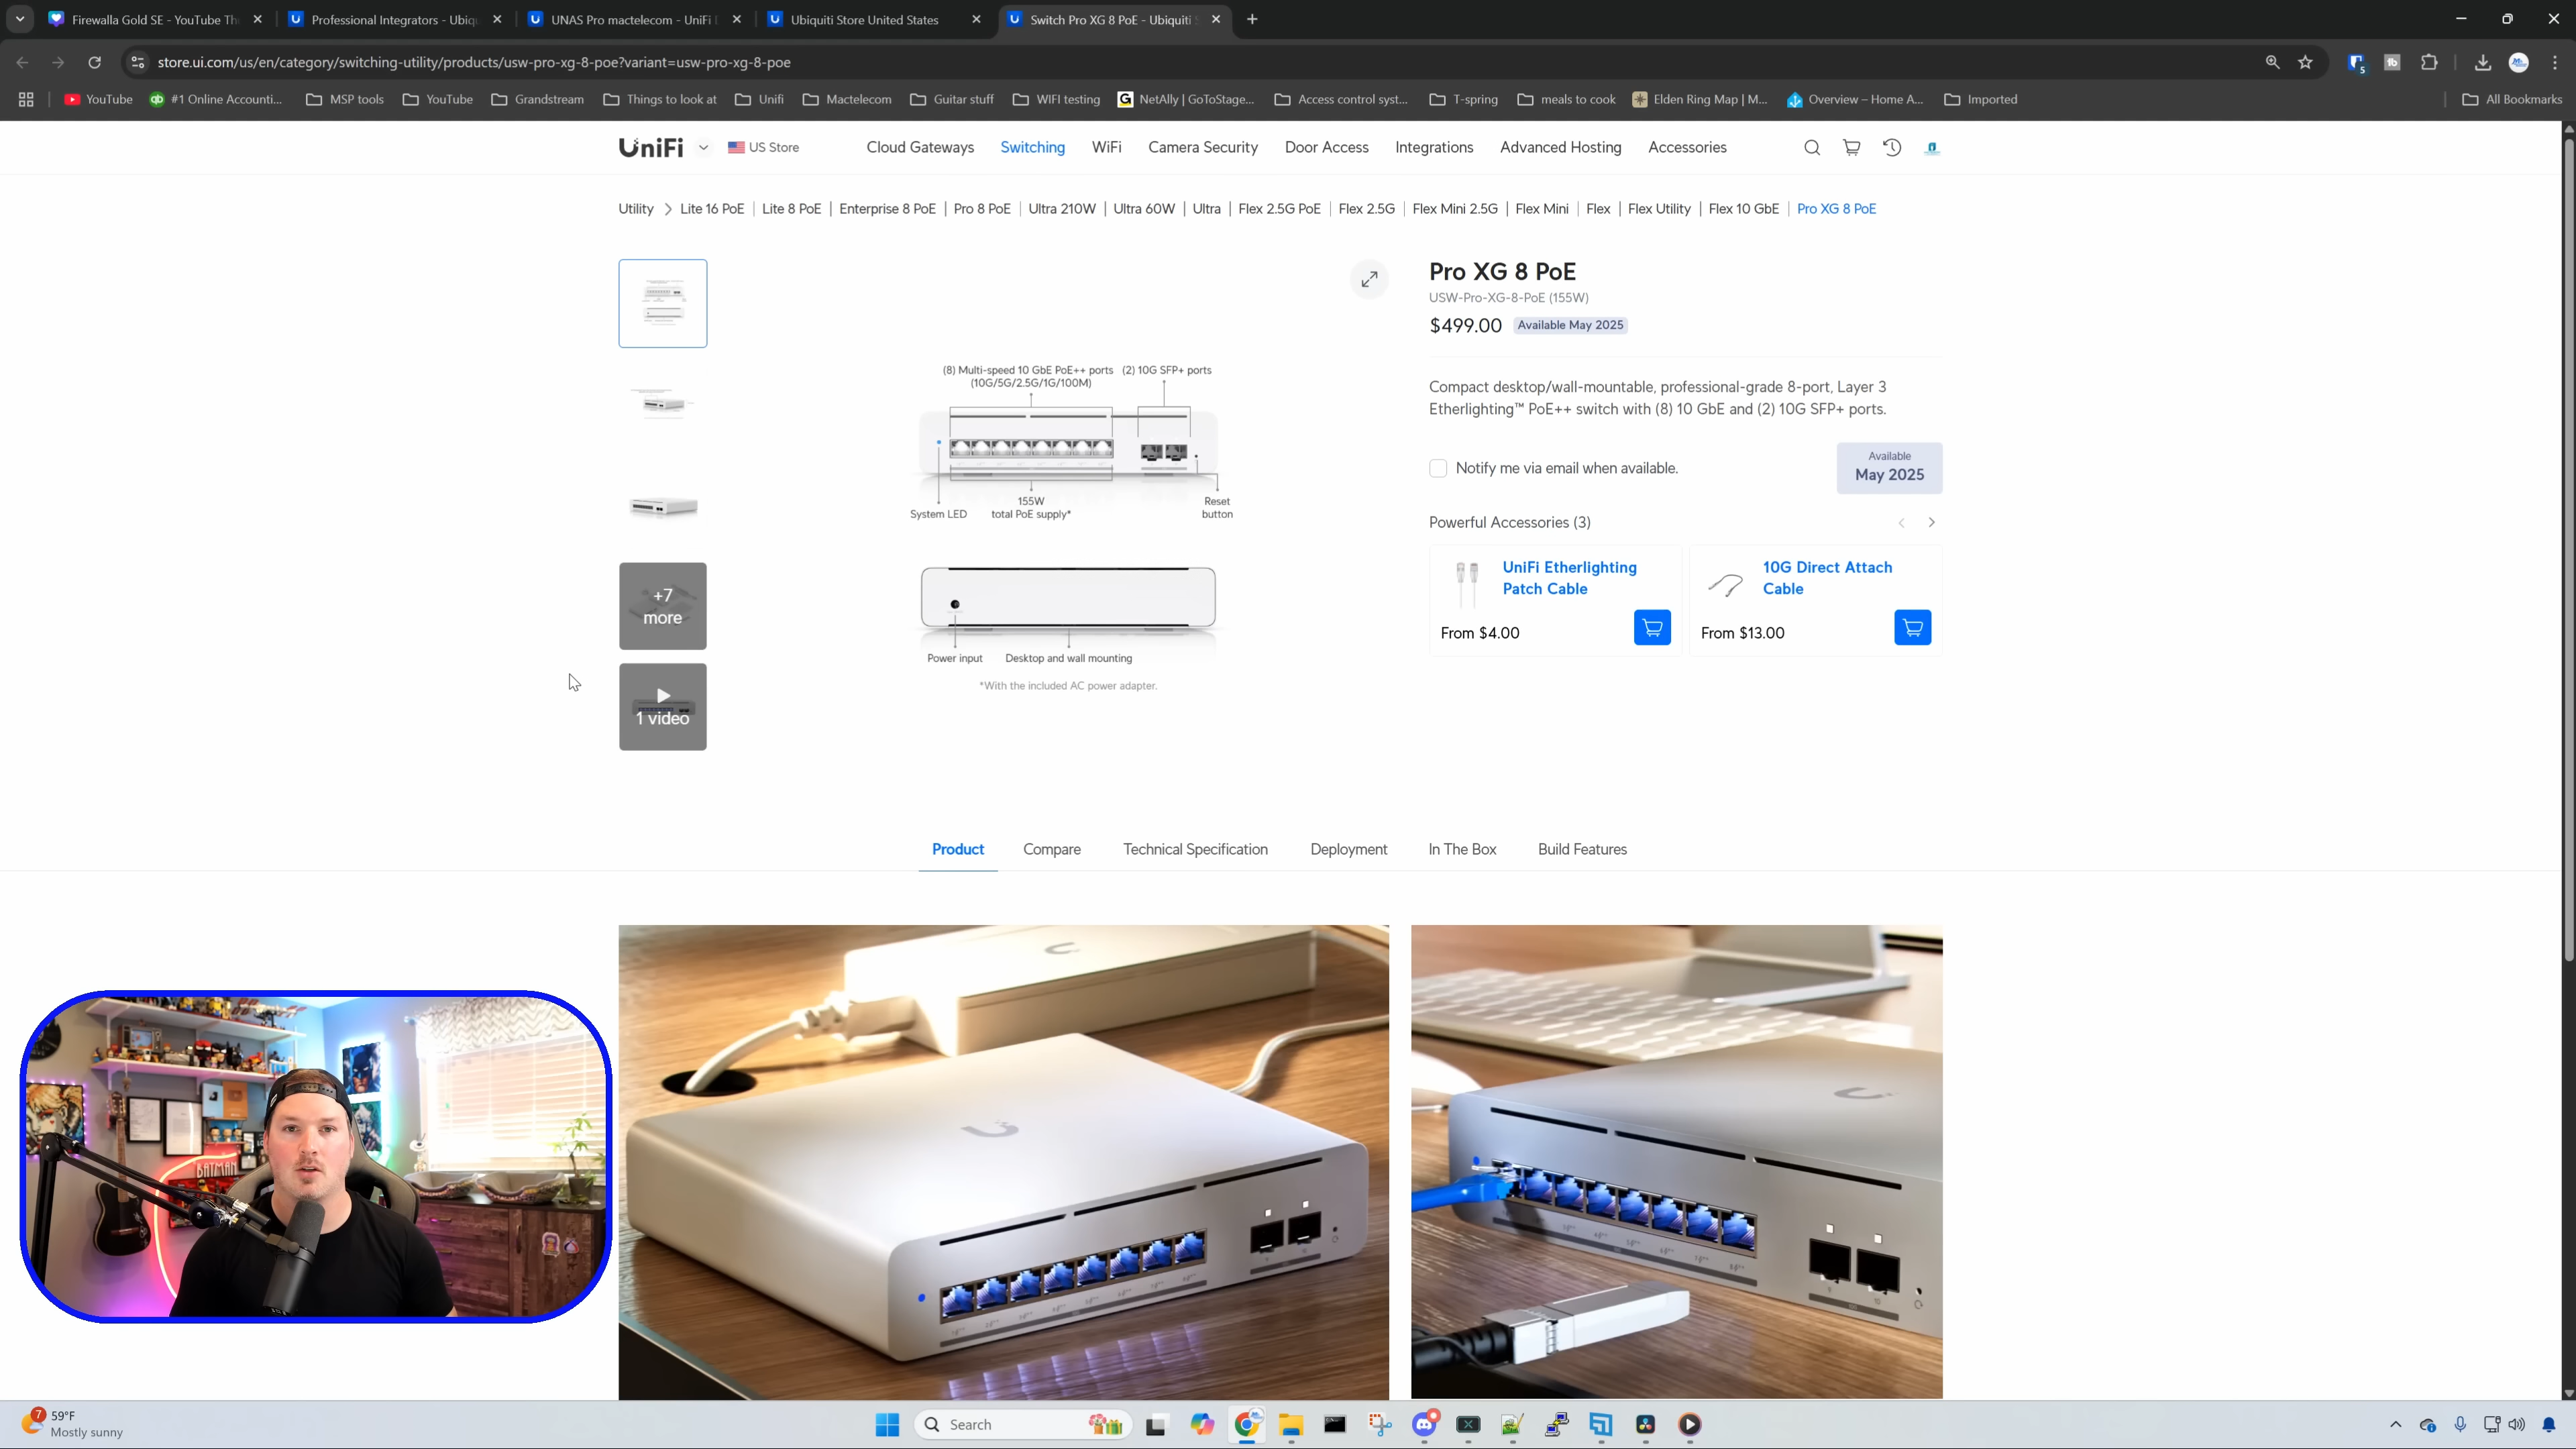 Firewalla Gold SE - YouTube Th
Professional Integrators - Ubiqu
UNAS Pro mactelecom - UniFi
Ubiquiti Store United States
Switch Pro XG 8 PoE - Ubiquiti S
store.ui.com/us/en/category/switching-utility/products/usw-pro-xg-8-poe?variant=usw-pro-xg-8-poe
YouTube
#1 Online Accounti...
MSP tools
YouTube
Grandstream
Things to look at
Unifi
Mactelecom
Guitar stuff
WIFI testing
NetAlly | GoToStage...
Access control syst...
T-spring
meals to cook
Elden Ring Map | M...
Overview – Home A...
Imported
All Bookmarks
UniFi
US Store
Cloud Gateways
Switching
WiFi
Camera Security
Door Access
Integrations
Advanced Hosting
Accessories
Utility > Lite 16 PoE | Lite 8 PoE | Enterprise 8 PoE | Pro 8 PoE | Ultra 210W | Ultra 60W | Ultra | Flex 2.5G PoE | Flex 2.5G | Flex Mini 2.5G | Flex Mini | Flex | Flex Utility | Flex 10 GbE | Pro XG 8 PoE
+7
more
1 video
(8) Multi-speed 10 GbE PoE++ ports
(10G/5G/2.5G/1G/100M)
(2) 10G SFP+ ports
System LED
155W
total PoE supply*
Reset
button
Power input
Desktop and wall mounting
*With the included AC power adapter.
Pro XG 8 PoE
USW-Pro-XG-8-PoE (155W)
$499.00
Available May 2025
Compact desktop/wall-mountable, professional-grade 8-port, Layer 3
Etherlighting™ PoE++ switch with (8) 10 GbE and (2) 10G SFP+ ports.
Notify me via email when available.
Available
May 2025
Powerful Accessories (3)
UniFi Etherlighting
Patch Cable
From $4.00
10G Direct Attach
Cable
From $13.00
Product
Compare
Technical Specification
Deployment
In The Box
Build Features
BATMAN
7
59°F
Mostly sunny
Search